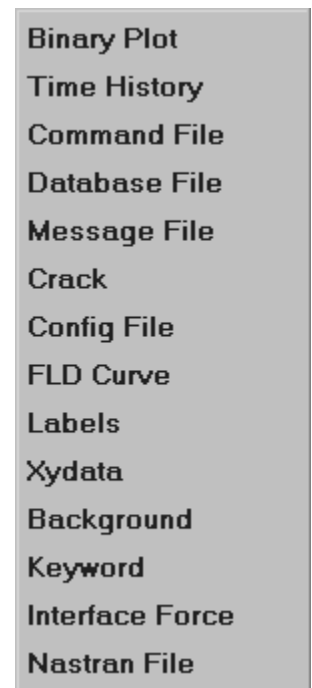 Binary Plot
Time History
Command File
Database File
Message File
Crack
Config File
FLD Curve
Labels
Xydata
Background
Keyword
Interface Force
Nastran File